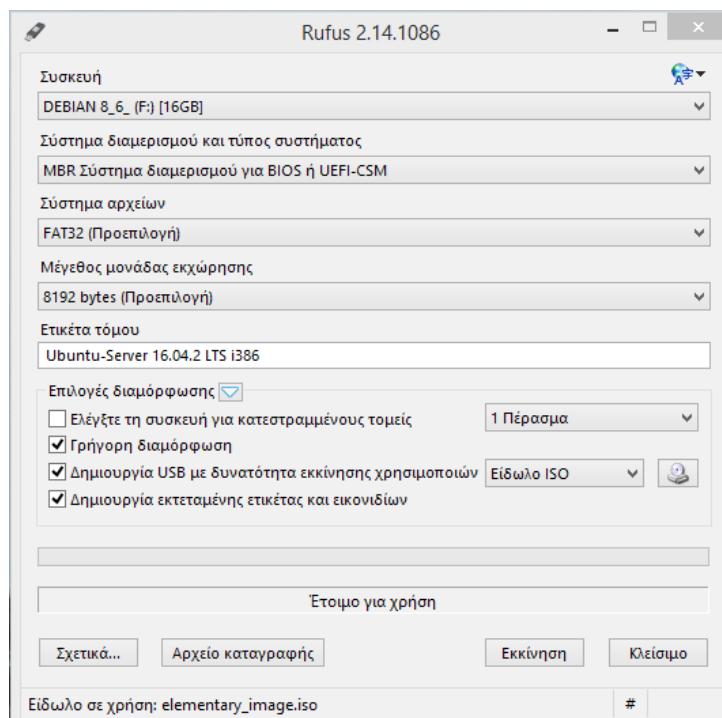 Rufus 2.14.1086
Συσκευή
DEBIAN 8_6_ (F:) [16GB]
Σύστημα διαμερισμού και τύπος συστήματος
MBR Σύστημα διαμερισμού για BIOS ή UEFI-CSM
Σύστημα αρχείων
FAT32 (Προεπιλογή)
Μέγεθος μονάδας εκχώρησης
8192 bytes (Προεπιλογή)
Ετικέτα τόμου
Ubuntu-Server 16.04.2 LTS i386
Επιλογές διαμόρφωσης
Ελέγξτε τη συσκευή για κατεστραμμένους τομείς 1 Πέρασμα
Γρήγορη διαμόρφωση
Δημιουργία USB με δυνατότητα εκκίνησης χρησιμοποιών Είδωλο ISO
Δημιουργία εκτεταμένης ετικέτας και εικονιδίων
Έτοιμο για χρήση
Σχετικά... Αρχείο καταγραφής Εκκίνηση Κλείσιμο
Είδωλο σε χρήση: elementary_image.iso #